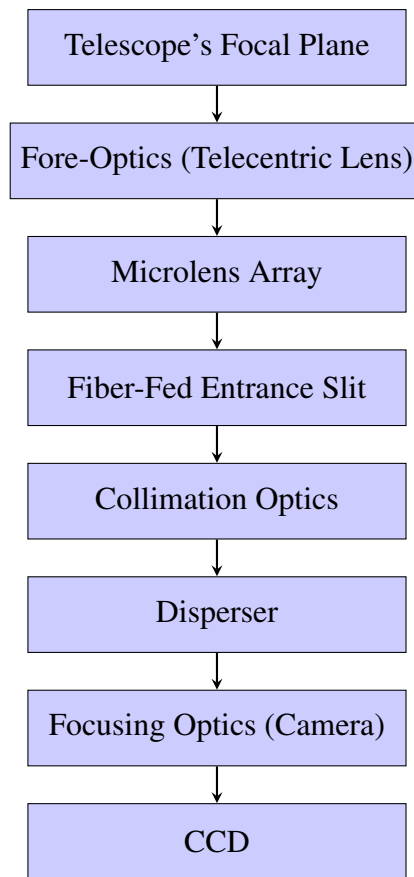 Telescope’s Focal Plane
Fore-Optics (Telecentric Lens)
Microlens Array
Fiber-Fed Entrance Slit
Collimation Optics
Disperser
Focusing Optics (Camera)
CCD